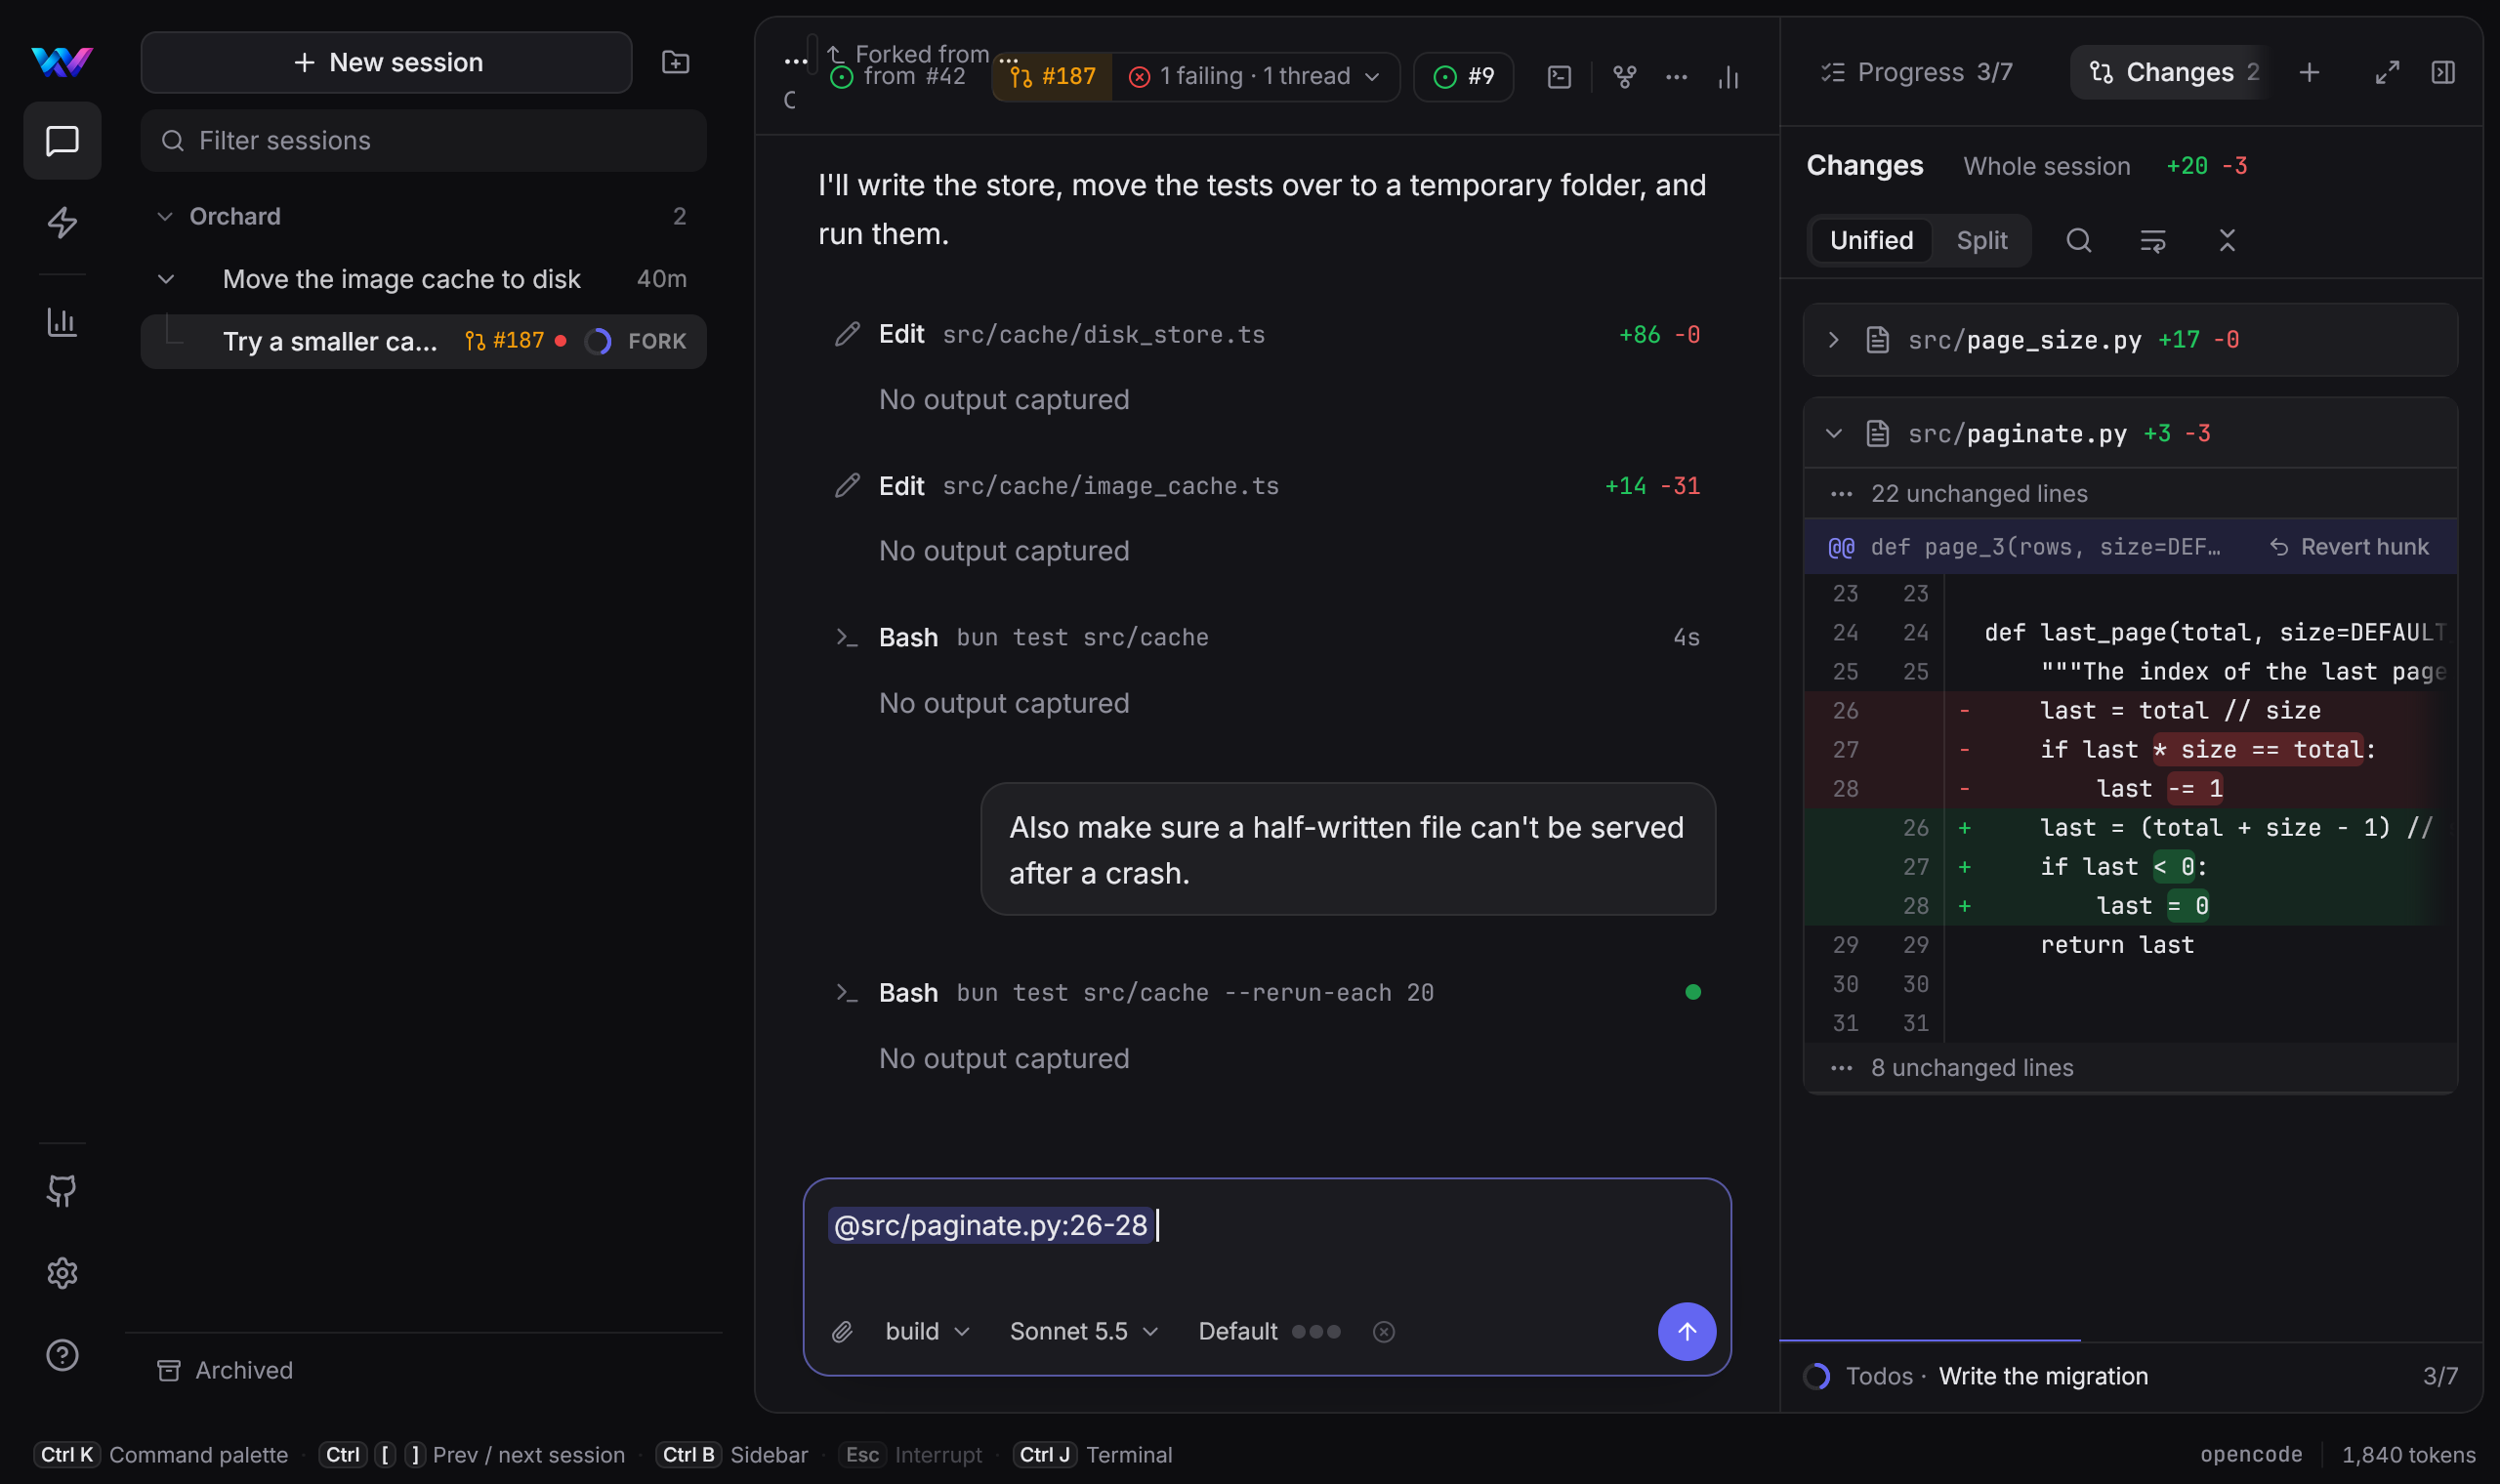 New session
Filter sessions
Orchard 2
Move the image cache to disk 40m
Try a smaller ca... #187 FORK
Archived
Forked from ...
from #42
#187
1 failing · 1 thread
#9
I'll write the store, move the tests over to a temporary folder, and
run them.
Edit src/cache/disk_store.ts +86 -0
No output captured
Edit src/cache/image_cache.ts +14 -31
No output captured
Bash bun test src/cache 4s
No output captured
Also make sure a half-written file can't be served
after a crash.
Bash bun test src/cache --rerun-each 20
No output captured
@src/paginate.py:26-28
build Sonnet 5.5 Default
Progress 3/7
Changes 2
Changes Whole session +20 -3
Unified Split
src/page_size.py +17 -0
src/paginate.py +3 -3
... 22 unchanged lines
@@ def page_3(rows, size=DEF… Revert hunk
23 23
24 24 def last_page(total, size=DEFAULT
25 25 """The index of the last page
26 - last = total // size
27 - if last * size == total:
28 - last -= 1
26 + last = (total + size - 1) //
27 + if last < 0:
28 + last = 0
29 29 return last
30 30
31 31
... 8 unchanged lines
Todos · Write the migration 3/7
Ctrl K Command palette · Ctrl [ ] Prev / next session · Ctrl B Sidebar · Esc Interrupt · Ctrl J Terminal
opencode 1,840 tokens